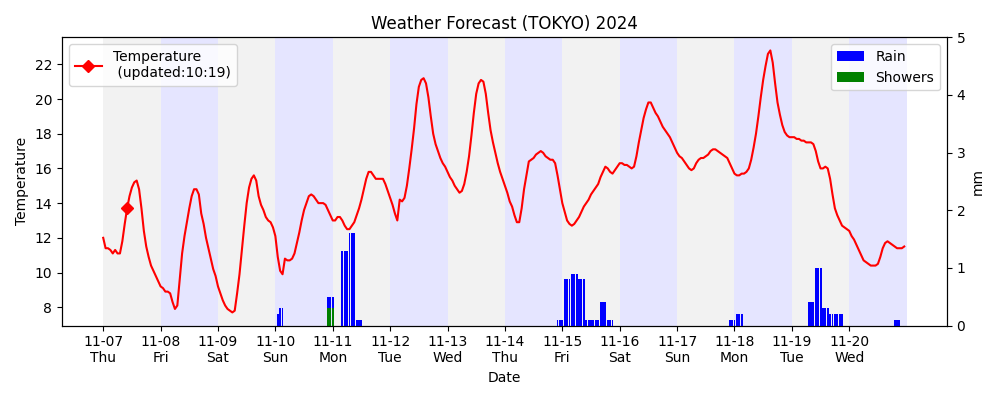 Weather Forecast (TOKYO) 2024
Temperature
(updated:10:19)
Rain
Showers
Temperature
22
20
18
16
14
12
10
8
5
4
3
2
1
0
mm
11-07 11-08 11-09 11-10 11-11 11-12 11-13 11-14 11-15 11-16 11-17 11-18 11-19 11-20
Thu Fri Sat Sun Mon Tue Wed Thu Fri Sat Sun Mon Tue Wed
Date